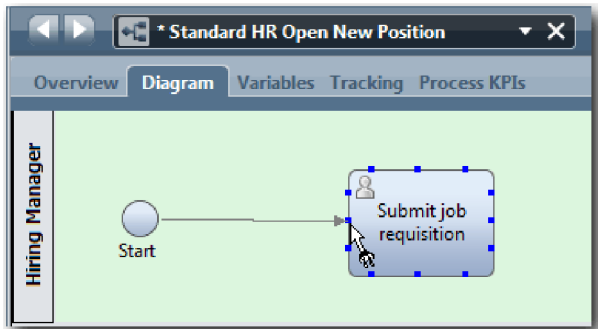 * Standard HR Open New Position
Overview Diagram Variables Tracking Process KPIs
Hiring Manager
Start
Submit job
requisition